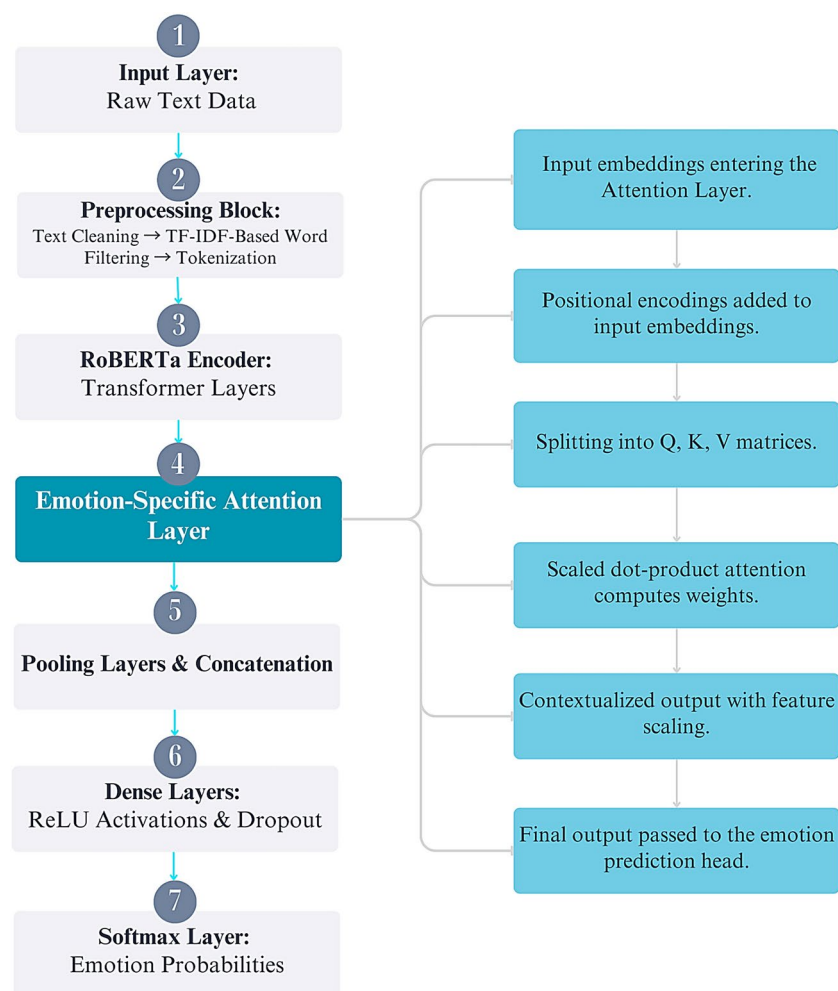 1
Input Layer:
Raw Text Data
2
Preprocessing Block:
Text Cleaning → TF-IDF-Based Word
Filtering → Tokenization
3
RoBERTa Encoder:
Transformer Layers
4
Emotion-Specific Attention
Layer
5
Pooling Layers & Concatenation
6
Dense Layers:
ReLU Activations & Dropout
7
Softmax Layer:
Emotion Probabilities
Input embeddings entering the
Attention Layer.
Positional encodings added to
input embeddings.
Splitting into Q, K, V matrices.
Scaled dot-product attention
computes weights.
Contextualized output with feature
scaling.
Final output passed to the emotion
prediction head.